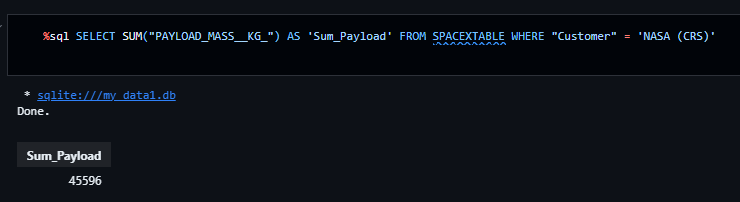 %sql SELECT SUM("PAYLOAD_MASS__KG_") AS 'Sum_Payload' FROM SPACEXTABLE WHERE "Customer" = 'NASA (CRS)'
* sqlite:///my_data1.db
Done.
Sum_Payload
45596